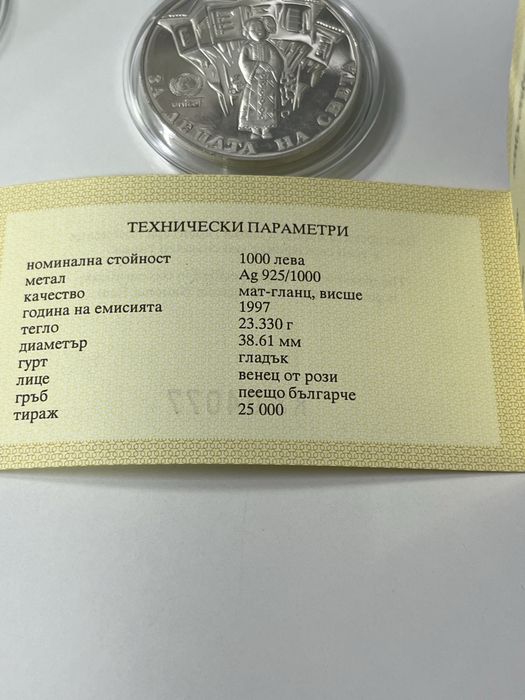 unicef
ЗА ДЕЦАТА НА СВЕТА
ТЕХНИЧЕСКИ ПАРАМЕТРИ
номинална стойност 1000 лева
метал Ag 925/1000
качество мат-гланц, висше
година на емисията 1997
тегло 23.330 г
диаметър 38.61 мм
гурт гладък
лице венец от рози
гръб пеещо българче
тираж 25 000